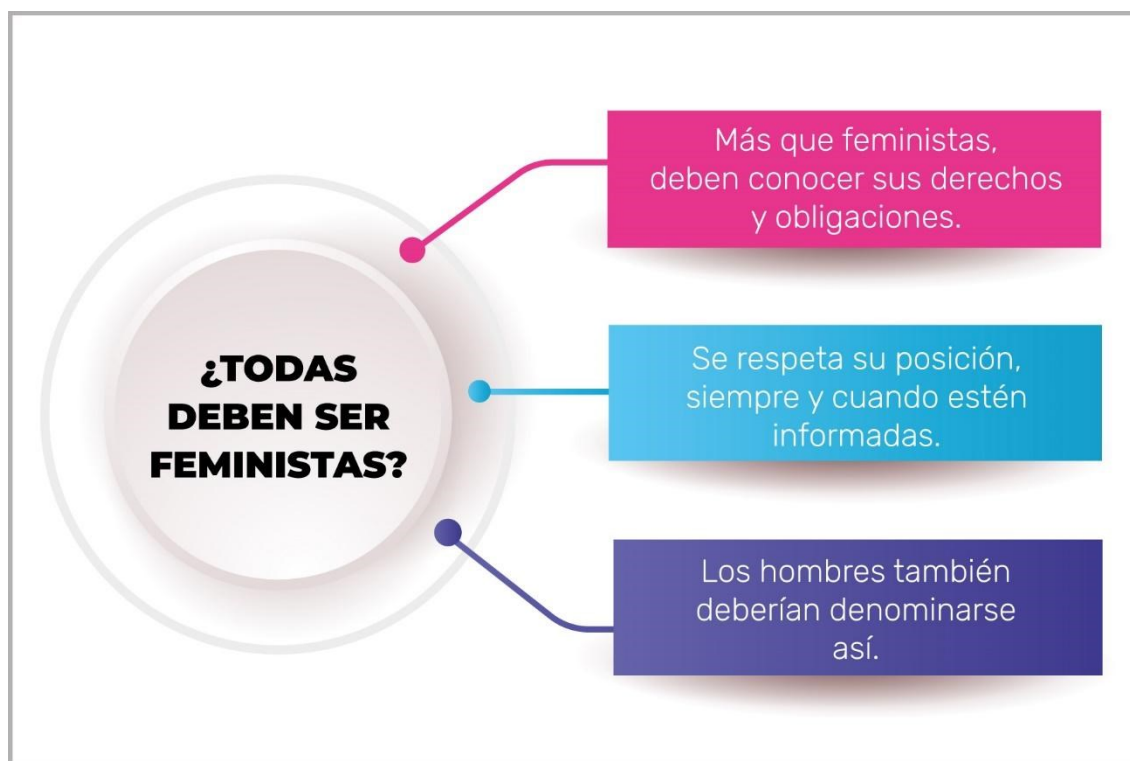 ¿TODAS
DEBEN SER
FEMINISTAS?
Más que feministas,
deben conocer sus derechos
y obligaciones.
Se respeta su posición,
siempre y cuando estén
informadas.
Los hombres también
deberían denominarse
así.